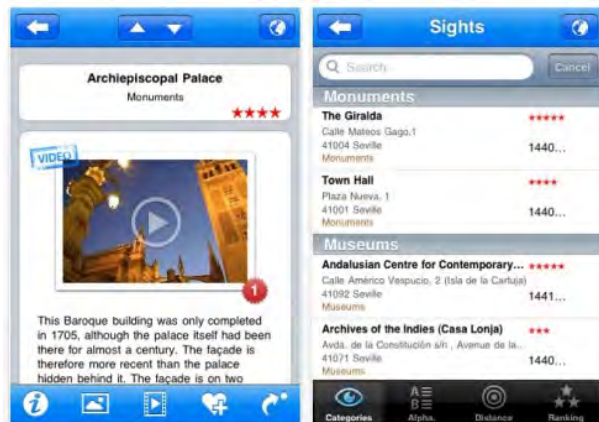 Archiepiscopal Palace
Monuments
VIDEO
1
This Baroque building was only completed
in 1705, although the palace itself had been
there for almost a century. The façade is
therefore more recent than the palace
hidden behind it. The façade is on two
Sights
Search
Cancel
Monuments
The Giralda
Calle Mateos Gago,1
41004 Seville
1440...
Monuments
Town Hall
Plaza Nueva, 1
41001 Seville
1440...
Monuments
Museums
Andalusian Centre for Contemporary...
Calle Américo Vespucio, 2 (Isla de la Cartuja)
41092 Seville
1441...
Museums
Archives of the Indies (Casa Lonja)
Avda. de la Constitución s/n , Avenue de la..
41071 Seville
1440...
Museums
Categories
A
B
Alpha.
Distance
Ranking